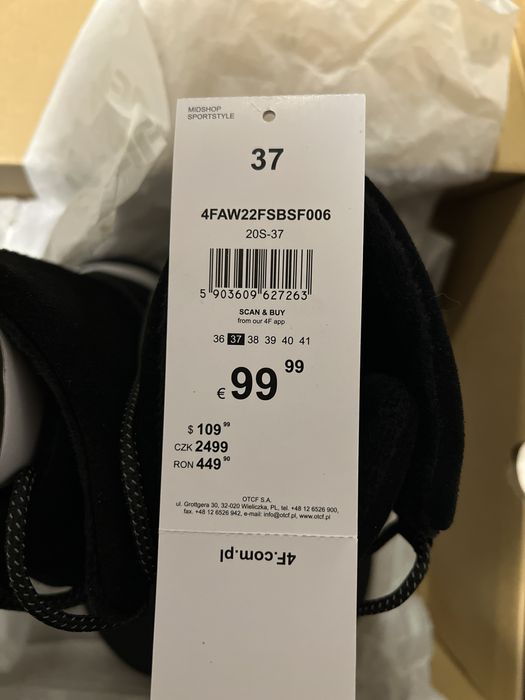 MIDSHOP
SPORTSTYLE
37
4FAW22FSBSF006
20S-37
5 903609 627263
SCAN & BUY
from our 4F app
36 37 38 39 40 41
€ 99 99
$ 109 99
CZK 2499
RON 449 90
OTCF S.A.
ul. Grottgera 30, 32-020 Wieliczka, PL, tel. +48 12 6526 900,
fax. +48 12 6526 942, e-mail: info@otcf.pl, www.otcf.pl
4F.com.pl